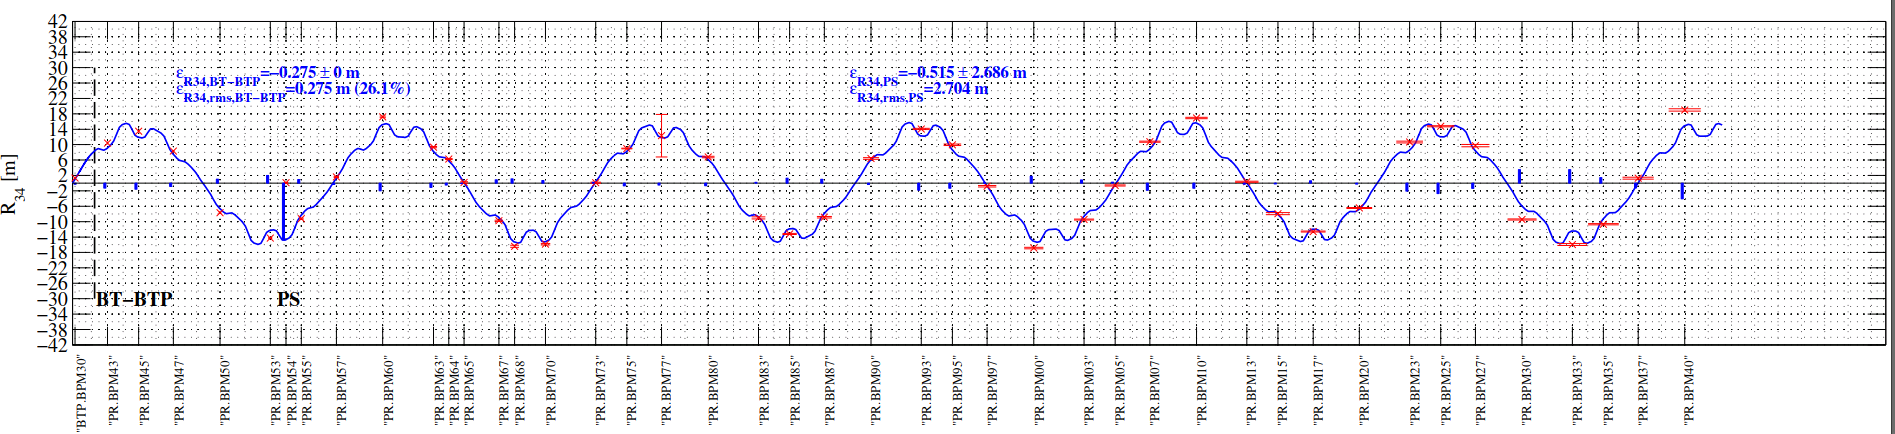 42
38
34
30
26
22
18
14
10
6
2
−2
−6
−10
−14
−18
−22
−26
−30
−34
−38
−42
R34 [m]
εR34,BT−BTP=−0.275 ± 0 m
εR34,rms,BT−BTP=0.275 m (26.1%)
εR34,PS=−0.515 ± 2.686 m
εR34,rms,PS=2.704 m
BT−BTP
PS
"BTP.BPM30"
"PR.BPM43"
"PR.BPM45"
"PR.BPM47"
"PR.BPM50"
"PR.BPM53"
"PR.BPM54"
"PR.BPM55"
"PR.BPM57"
"PR.BPM60"
"PR.BPM63"
"PR.BPM64"
"PR.BPM65"
"PR.BPM67"
"PR.BPM68"
"PR.BPM70"
"PR.BPM73"
"PR.BPM75"
"PR.BPM77"
"PR.BPM80"
"PR.BPM83"
"PR.BPM85"
"PR.BPM87"
"PR.BPM90"
"PR.BPM93"
"PR.BPM95"
"PR.BPM97"
"PR.BPM00"
"PR.BPM03"
"PR.BPM05"
"PR.BPM07"
"PR.BPM10"
"PR.BPM13"
"PR.BPM15"
"PR.BPM17"
"PR.BPM20"
"PR.BPM23"
"PR.BPM25"
"PR.BPM27"
"PR.BPM30"
"PR.BPM33"
"PR.BPM35"
"PR.BPM37"
"PR.BPM40"